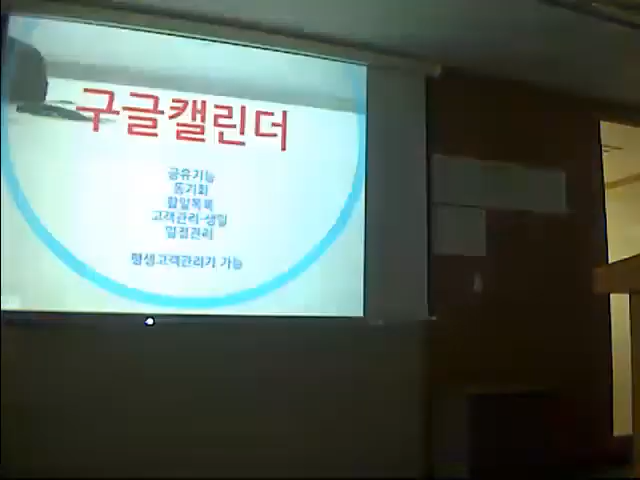 구글캘린더
공유기능
동기화
할일목록
고객관리-생일
일정관리
평생고객관리가 가능